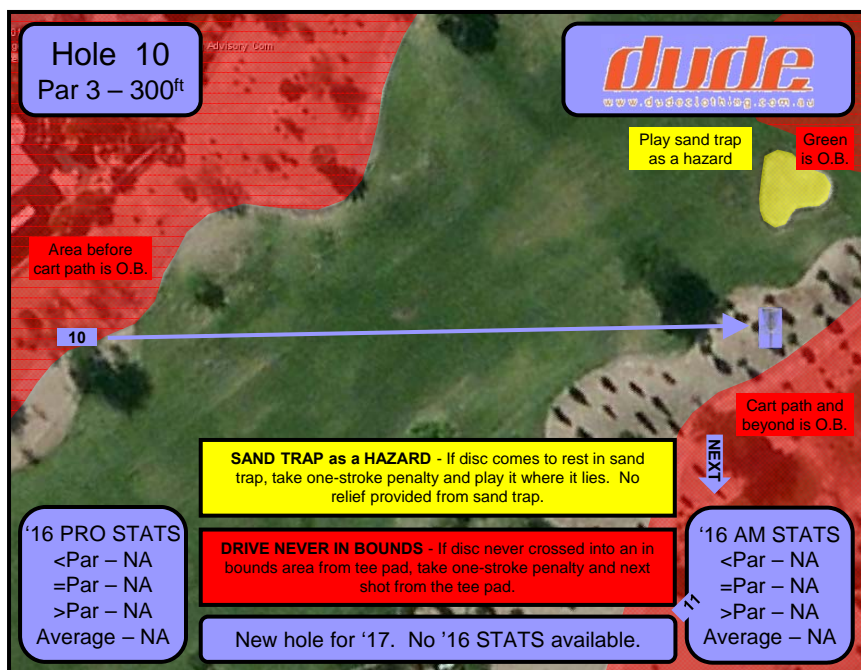 Hole 10
Par 3 – 300ft
Advisory Com
dude.
www.dudeclothing.com.au
Play sand trap
as a hazard
Green
is O.B.
Area before
cart path is O.B.
10
Cart path and
beyond is O.B.
NEXT
SAND TRAP as a HAZARD - If disc comes to rest in sand
trap, take one-stroke penalty and play it where it lies. No
relief provided from sand trap.
DRIVE NEVER IN BOUNDS - If disc never crossed into an in
bounds area from tee pad, take one-stroke penalty and next
shot from the tee pad.
New hole for ‘17. No ‘16 STATS available.
‘16 PRO STATS
<Par – NA
=Par – NA
>Par – NA
Average – NA
‘16 AM STATS
<Par – NA
=Par – NA
>Par – NA
Average – NA
11